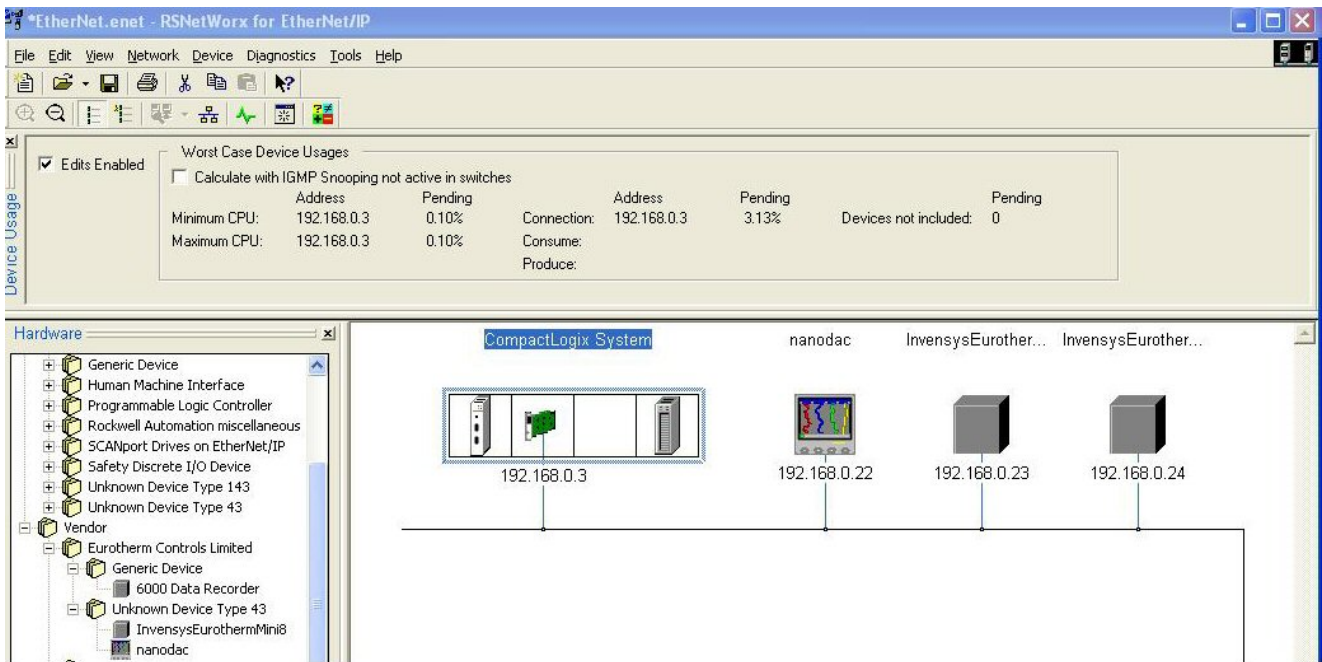 *EtherNet.enet - RSNetWorx for EtherNet/IP
File Edit View Network Device Diagnostics Tools Help
Device Usage
Edits Enabled
Worst Case Device Usages
Calculate with IGMP Snooping not active in switches
Address Pending Address Pending Pending
Minimum CPU: 192.168.0.3 0.10% Connection: 192.168.0.3 3.13% Devices not included: 0
Maximum CPU: 192.168.0.3 0.10% Consume:
Produce:
Hardware
Generic Device
Human Machine Interface
Programmable Logic Controller
Rockwell Automation miscellaneous
SCANport Drives on EtherNet/IP
Safety Discrete I/O Device
Unknown Device Type 143
Unknown Device Type 43
Vendor
Eurotherm Controls Limited
Generic Device
6000 Data Recorder
Unknown Device Type 43
InvensysEurothermMini8
nanodac
CompactLogix System nanodac InvensysEurother... InvensysEurother...
192.168.0.3 192.168.0.22 192.168.0.23 192.168.0.24